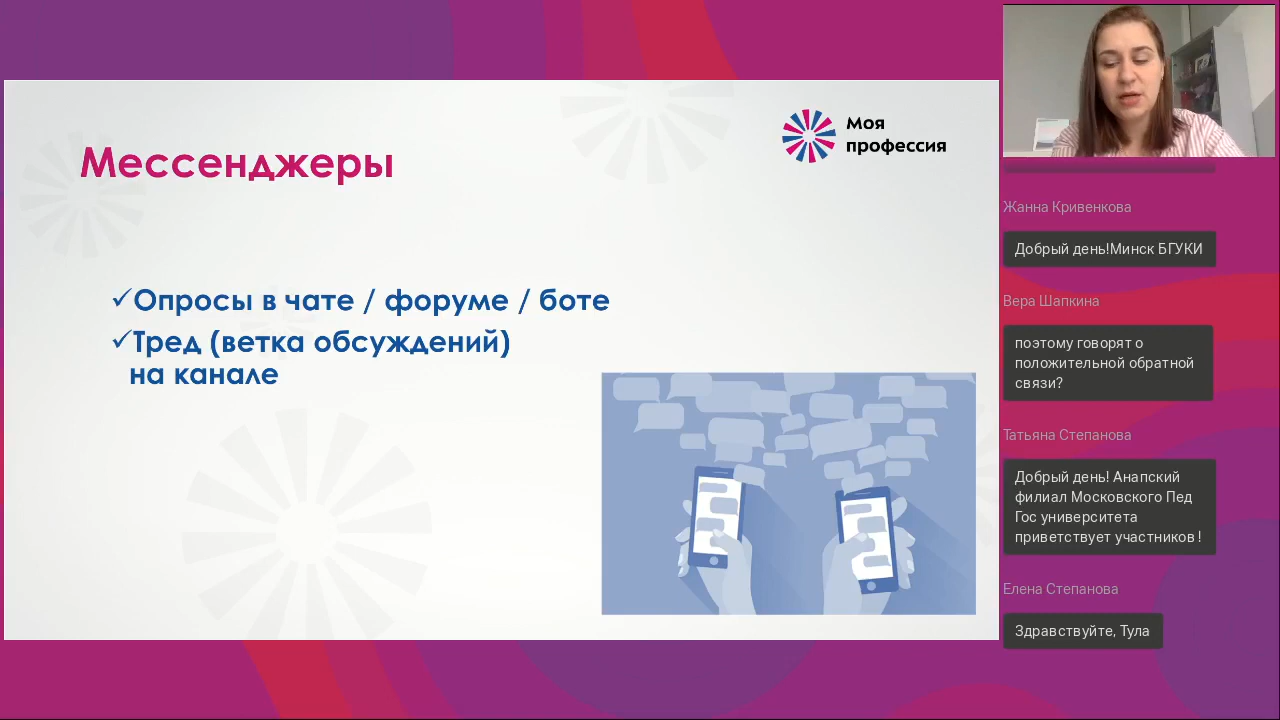 Моя
профессия
Мессенджеры
✓Опросы в чате / форуме / боте
✓Тред (ветка обсуждений)
на канале
Жанна Кривенкова
Добрый день!Минск БГУКИ
Вера Шапкина
поэтому говорят о
положительной обратной
связи?
Татьяна Степанова
Добрый день! Анапский
филиал Московского Пед
Гос университета
приветствует участников !
Елена Степанова
Здравствуйте, Тула